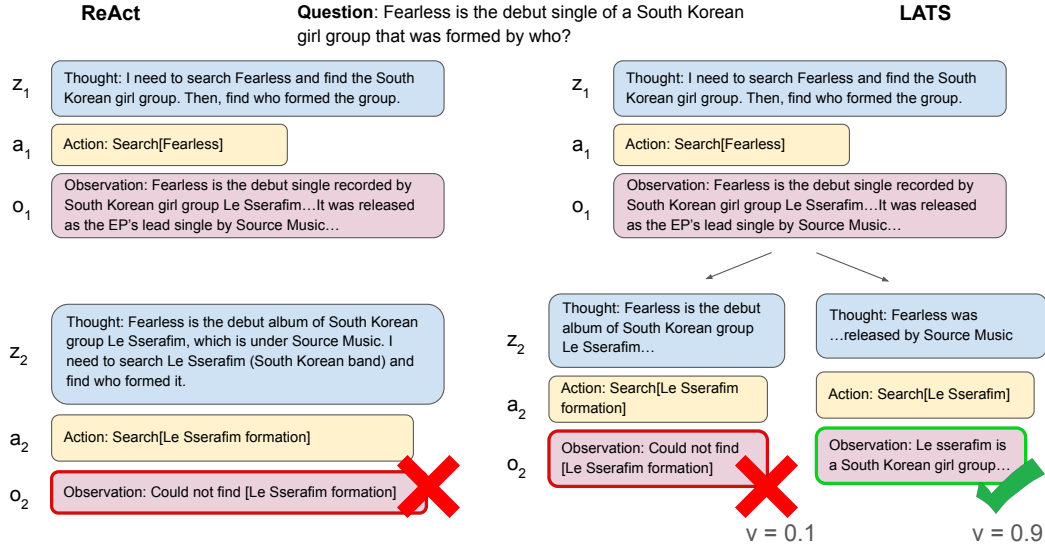 ReAct
Question: Fearless is the debut single of a South Korean
girl group that was formed by who?
LATS
z1
Thought: I need to search Fearless and find the South
Korean girl group. Then, find who formed the group.
a1
Action: Search[Fearless]
o1
Observation: Fearless is the debut single recorded by
South Korean girl group Le Sserafim…It was released
as the EP's lead single by Source Music…
z2
Thought: Fearless is the debut album of South Korean
group Le Sserafim, which is under Source Music. I
need to search Le Sserafim (South Korean band) and
find who formed it.
a2
Action: Search[Le Sserafim formation]
o2
Observation: Could not find [Le Sserafim formation]
z1
Thought: I need to search Fearless and find the South
Korean girl group. Then, find who formed the group.
a1
Action: Search[Fearless]
o1
Observation: Fearless is the debut single recorded by
South Korean girl group Le Sserafim…It was released
as the EP's lead single by Source Music…
z2
Thought: Fearless is the debut
album of South Korean group
Le Sserafim…
a2
Action: Search[Le Sserafim
formation]
o2
Observation: Could not find
[Le Sserafim formation]
v = 0.1
Thought: Fearless was
…released by Source Music
Action: Search[Le Sserafim]
Observation: Le sserafim is
a South Korean girl group…
v = 0.9